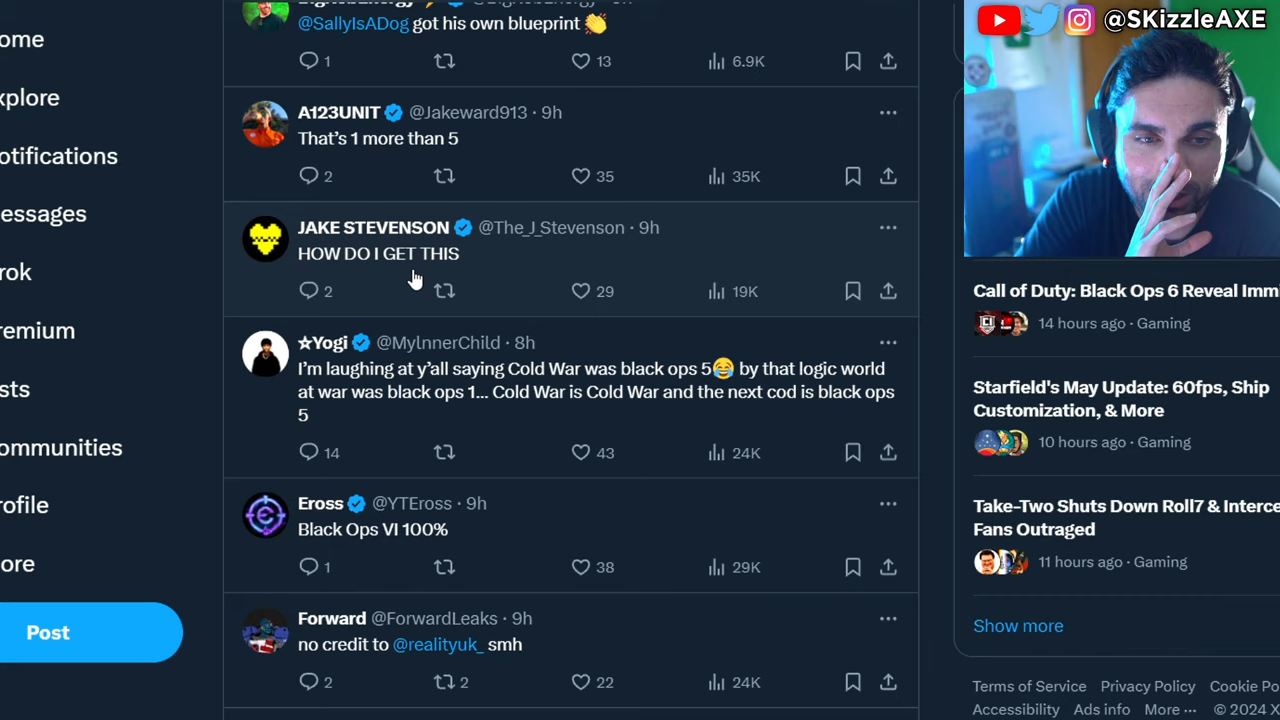 @SKizzleAXE
@SallyIsADog got his own blueprint 👏
1 13 6.9K
A123UNIT @Jakeward913 · 9h
That's 1 more than 5
2 35 35K
JAKE STEVENSON @The_J_Stevenson · 9h
HOW DO I GET THIS
2 29 19K
★Yogi @MylnnerChild · 8h
I'm laughing at y'all saying Cold War was black ops 5😂 by that logic world
at war was black ops 1... Cold War is Cold War and the next cod is black ops
5
14 43 24K
Eross @YTEross · 9h
Black Ops VI 100%
1 38 29K
Forward @ForwardLeaks · 9h
no credit to @realityuk_ smh
2 2 22 24K
ome
xplore
otifications
essages
rok
remium
sts
ommunities
rofile
ore
Post
Call of Duty: Black Ops 6 Reveal Immi
14 hours ago · Gaming
Starfield's May Update: 60fps, Ship
Customization, & More
10 hours ago · Gaming
Take-Two Shuts Down Roll7 & Interce
Fans Outraged
11 hours ago · Gaming
Show more
Terms of Service Privacy Policy Cookie Po
Accessibility Ads info More ··· © 2024 X